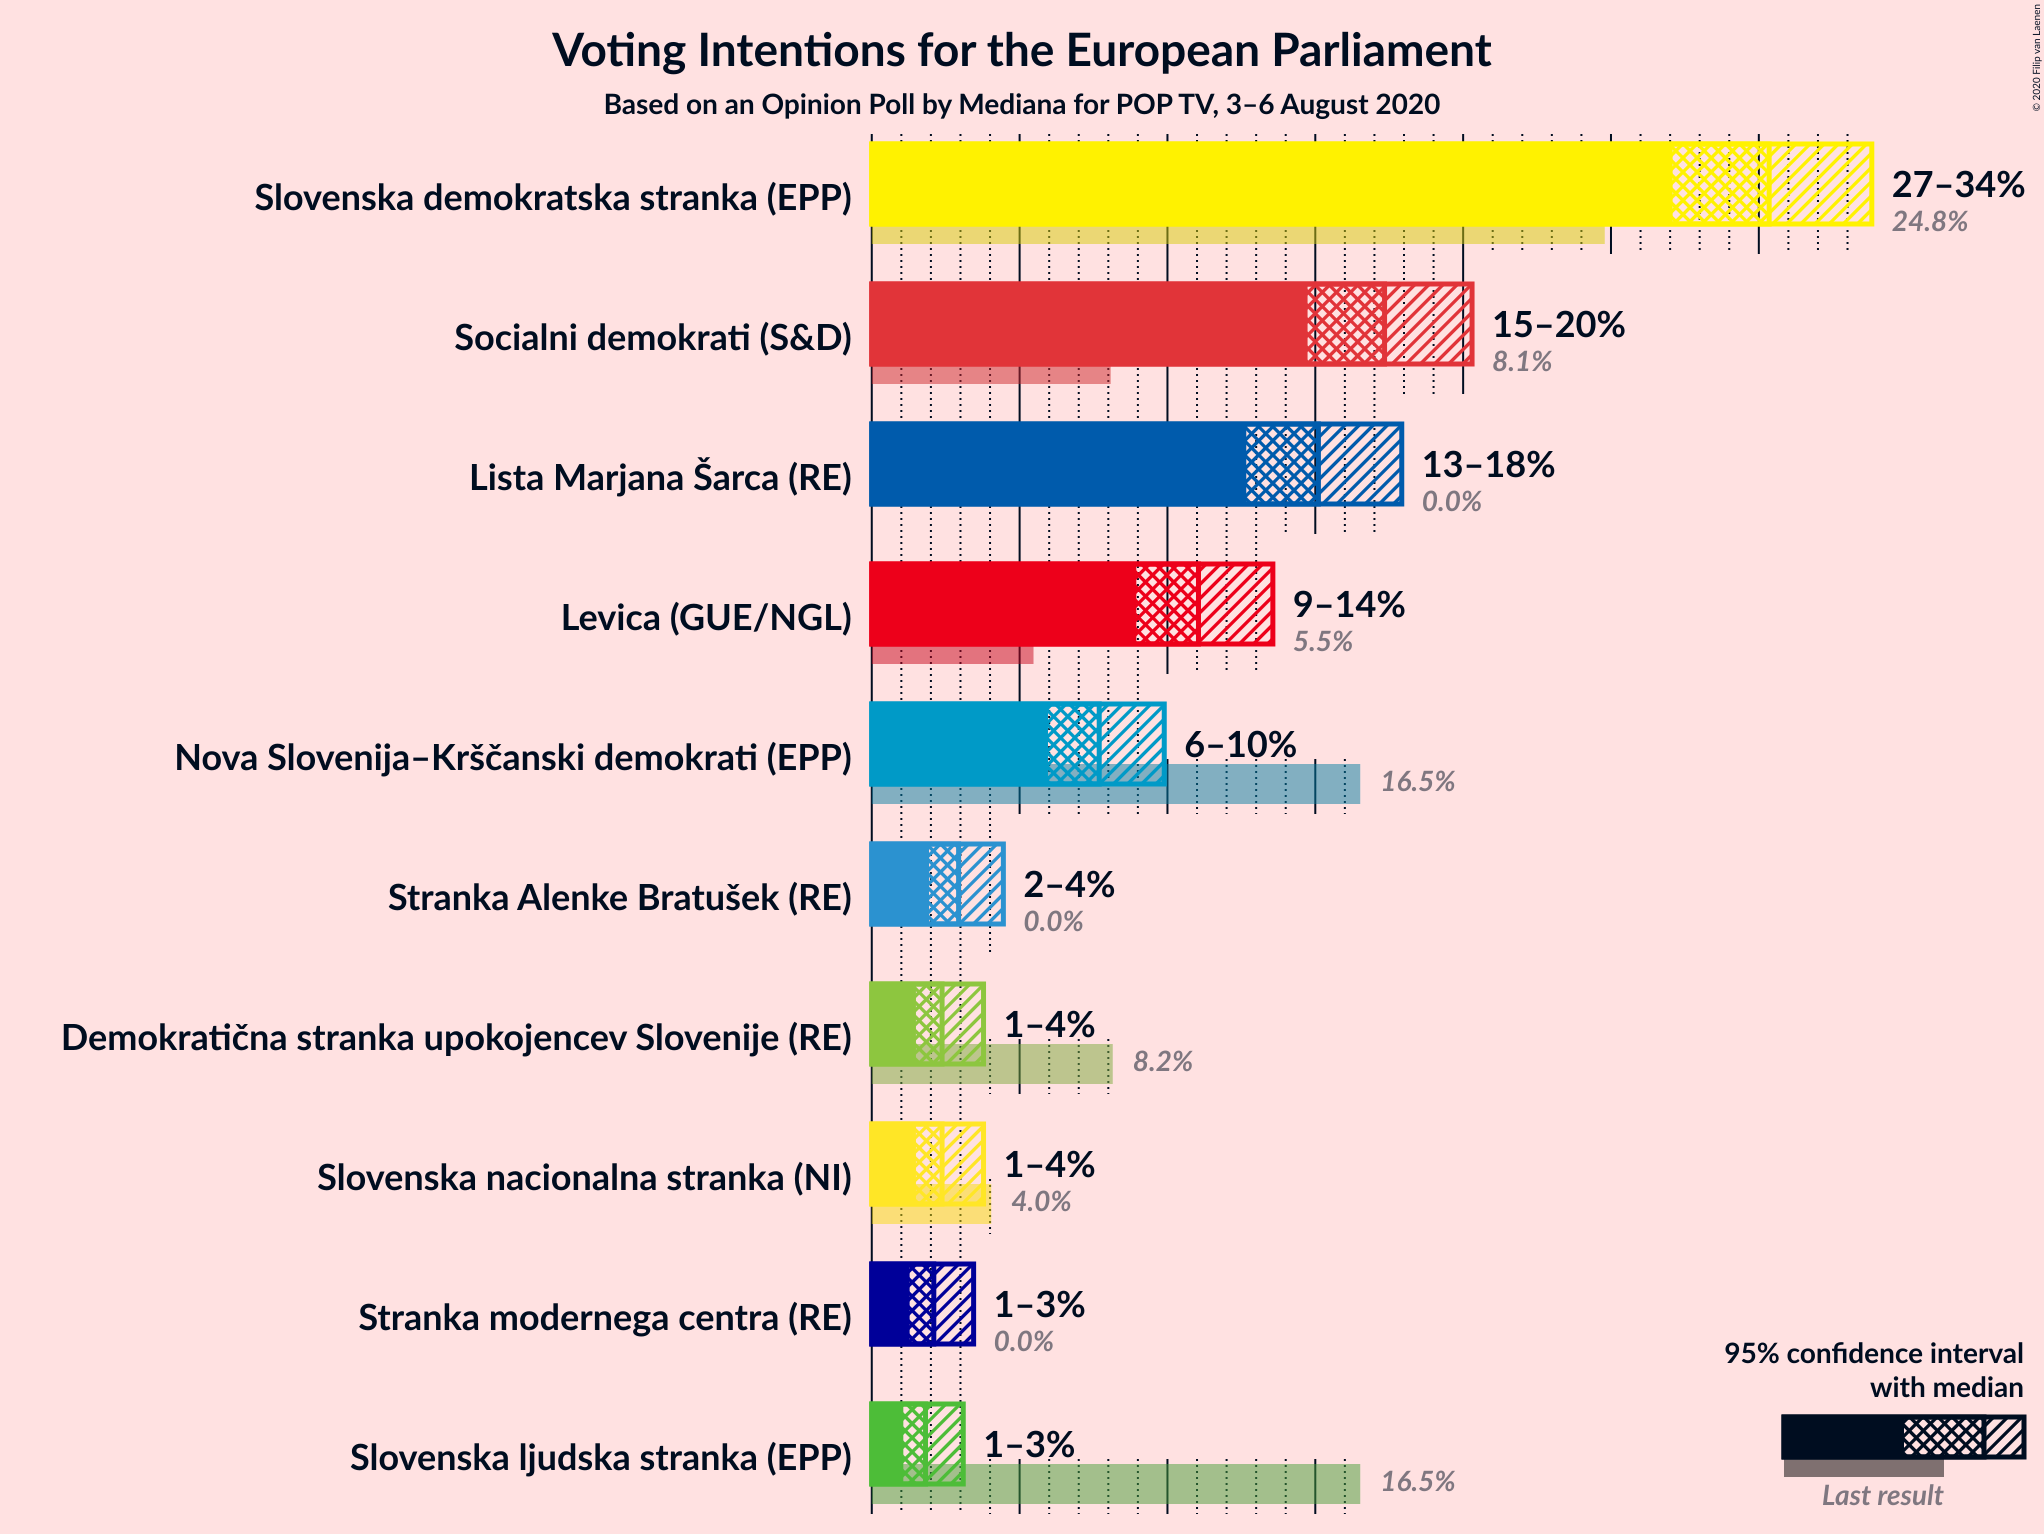 Voting Intentions for the European Parliament
Based on an Opinion Poll by Mediana for POP TV, 3–6 August 2020
© 2020 Filip van Laenen
Slovenska demokratska stranka (EPP)
27–34%
24.8%
Socialni demokrati (S&D)
15–20%
8.1%
Lista Marjana Šarca (RE)
13–18%
0.0%
Levica (GUE/NGL)
9–14%
5.5%
Nova Slovenija–Krščanski demokrati (EPP)
6–10%
16.5%
Stranka Alenke Bratušek (RE)
2–4%
0.0%
Demokratična stranka upokojencev Slovenije (RE)
1–4%
8.2%
Slovenska nacionalna stranka (NI)
1–4%
4.0%
Stranka modernega centra (RE)
1–3%
0.0%
Slovenska ljudska stranka (EPP)
1–3%
16.5%
95% confidence interval
with median
Last result